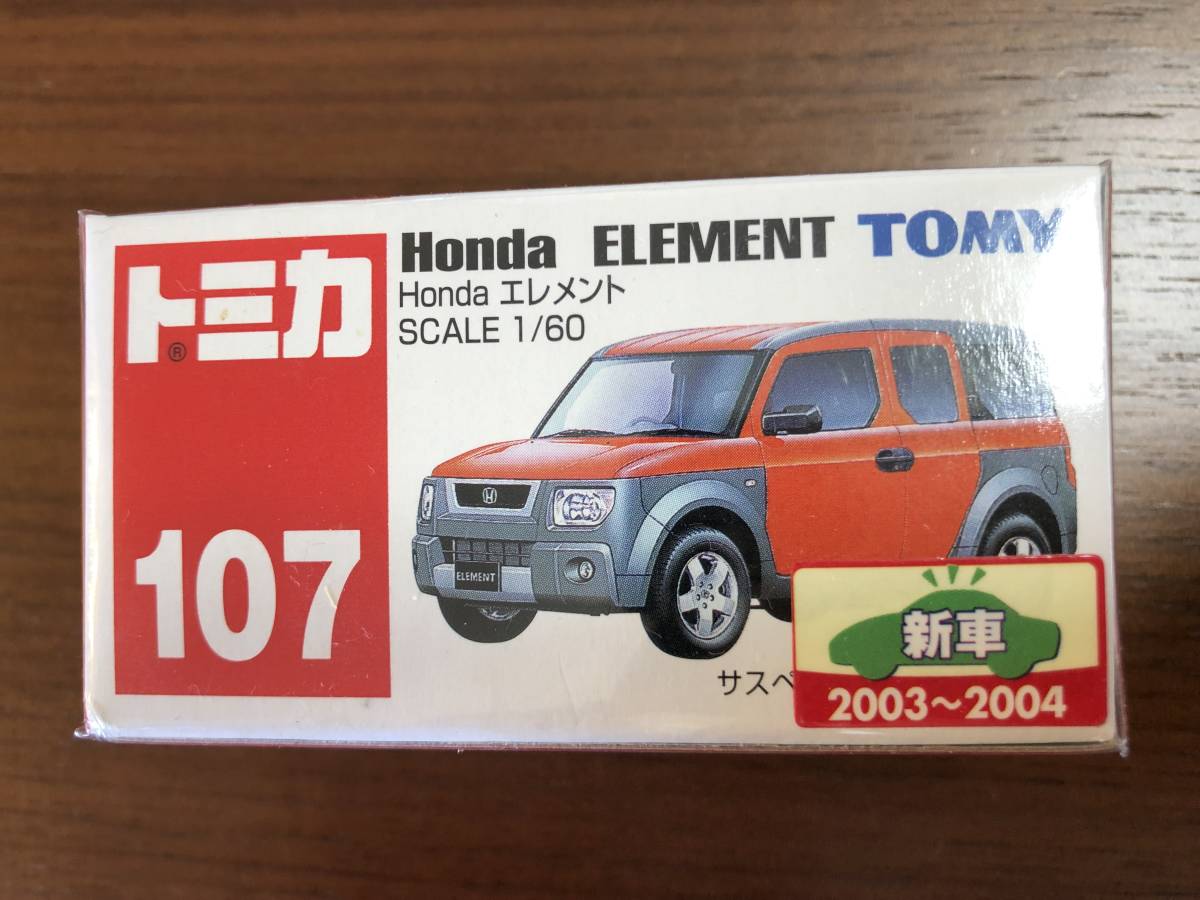 トミカ
®
107
Honda ELEMENT TOMY
Honda エレメント
SCALE 1/60
ELEMENT
サスペ
新車
2003～2004